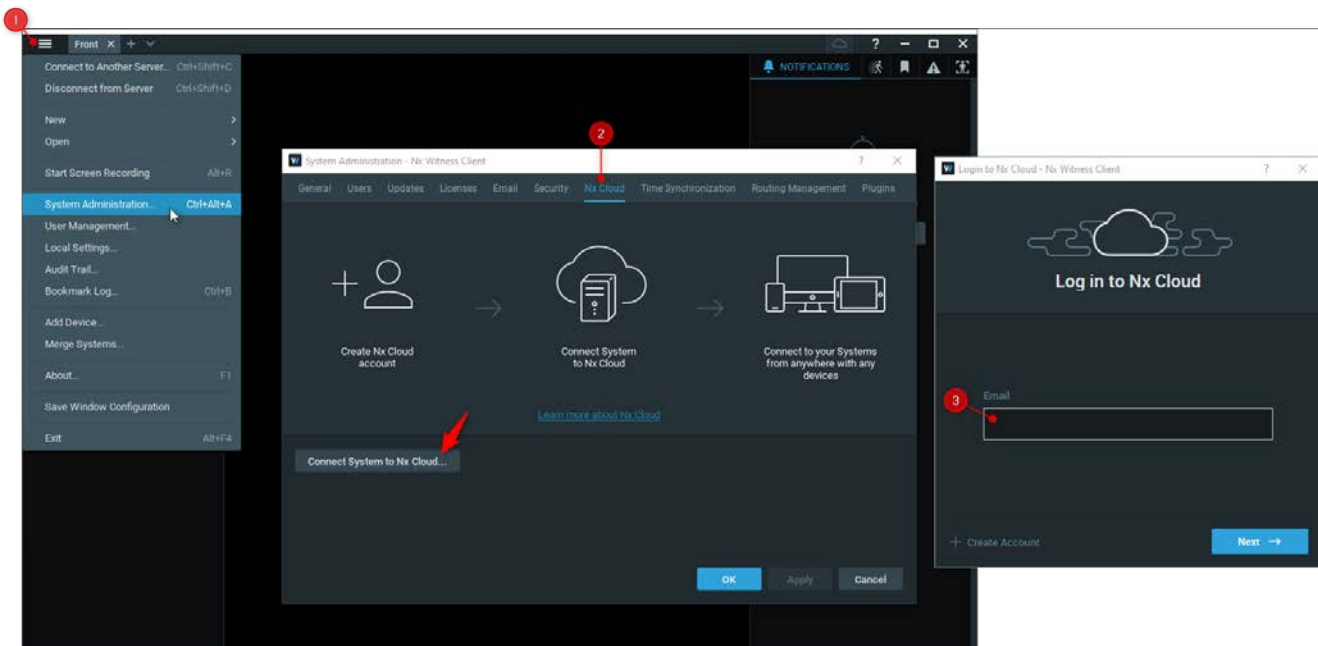 1
Front
NOTIFICATIONS
Connect to Another Server... Ctrl+Shift+C
Disconnect from Server Ctrl+Shift+D
New
Open
Start Screen Recording Alt+R
System Administration... Ctrl+Alt+A
User Management...
Local Settings...
Audit Trail...
Bookmark Log... Ctrl+B
Add Device...
Merge Systems...
About... F1
Save Window Configuration
Exit Alt+F4
2
System Administration - Nx Witness Client
General Users Updates Licenses Email Security Nx Cloud Time Synchronization Routing Management Plugins
Create Nx Cloud
account
Connect System
to Nx Cloud
Connect to your Systems
from anywhere with any
devices
Learn more about Nx Cloud
Connect System to Nx Cloud...
OK Apply Cancel
Login to Nx Cloud - Nx Witness Client
Log in to Nx Cloud
3
Email
+ Create Account
Next →